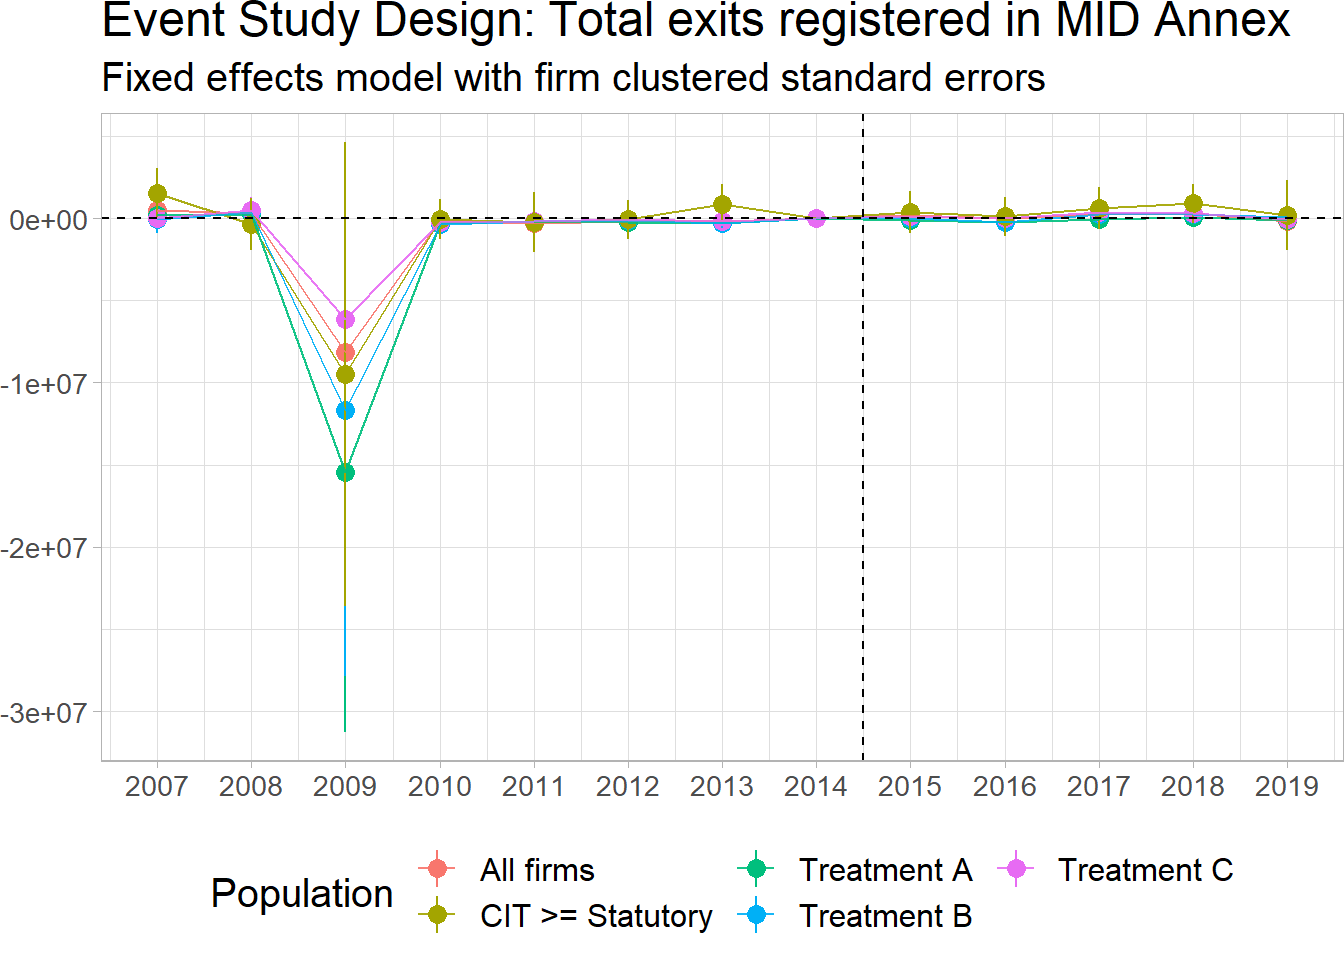 Event Study Design: Total exits registered in MID Annex
Fixed effects model with firm clustered standard errors
0e+00
-1e+07
-2e+07
-3e+07
2007 2008 2009 2010 2011 2012 2013 2014 2015 2016 2017 2018 2019
Population
All firms
CIT >= Statutory
Treatment A
Treatment B
Treatment C